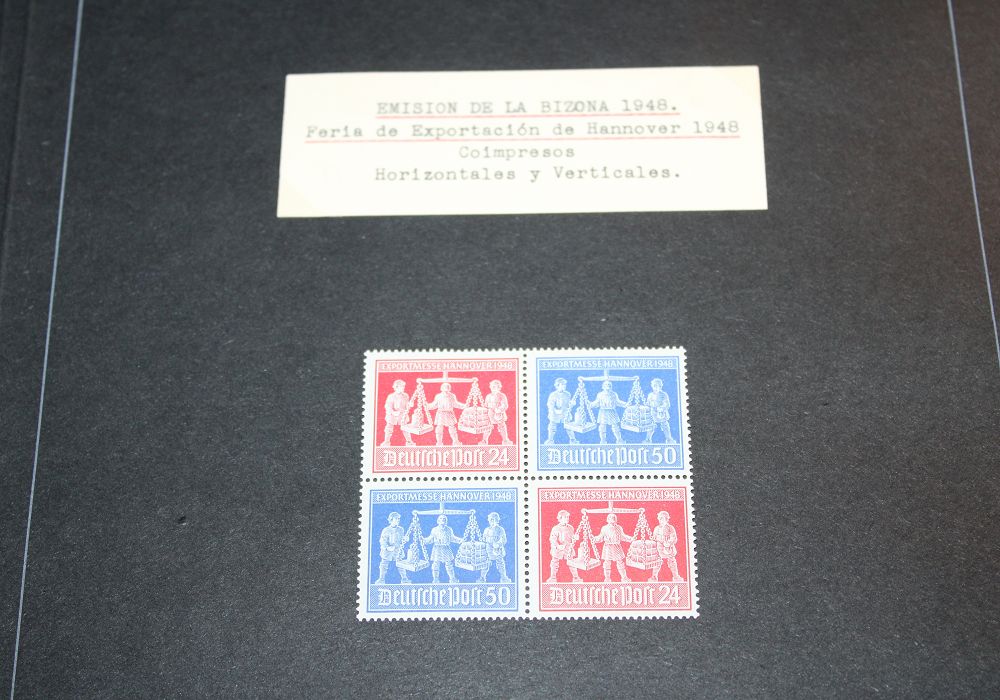 EMISION DE LA BIZONA 1948.
Feria de Exportación de Hannover 1948
Coimpresos
Horizontales y Verticales.
EXPORTMESSE HANNOVER 1948
Deutsche Post 24
EXPORTMESSE HANNOVER 1948
Deutsche Post 50
EXPORTMESSE HANNOVER 1948
Deutsche Post 50
EXPORTMESSE HANNOVER 1948
Deutsche Post 24